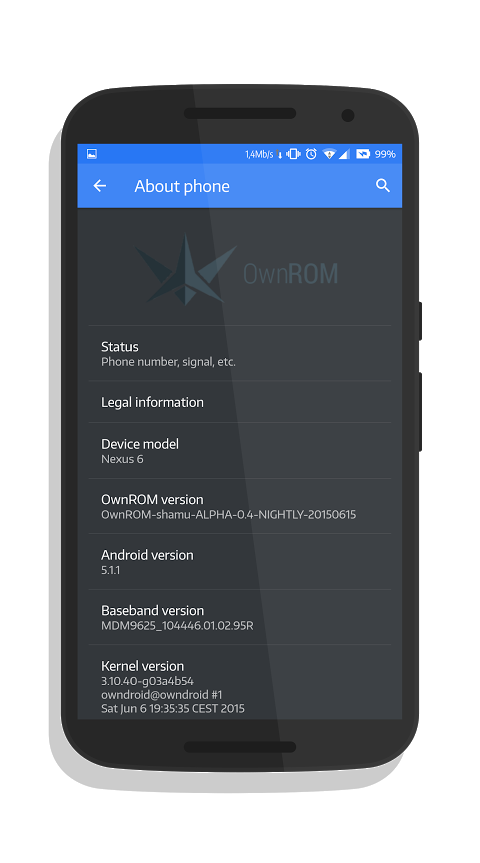 1,4Mb/s 99%
About phone
OwnROM
Status
Phone number, signal, etc.
Legal information
Device model
Nexus 6
OwnROM version
OwnROM-shamu-ALPHA-0.4-NIGHTLY-20150615
Android version
5.1.1
Baseband version
MDM9625_104446.01.02.95R
Kernel version
3.10.40-g03a4b54
owndroid@owndroid #1
Sat Jun 6 19:35:35 CEST 2015